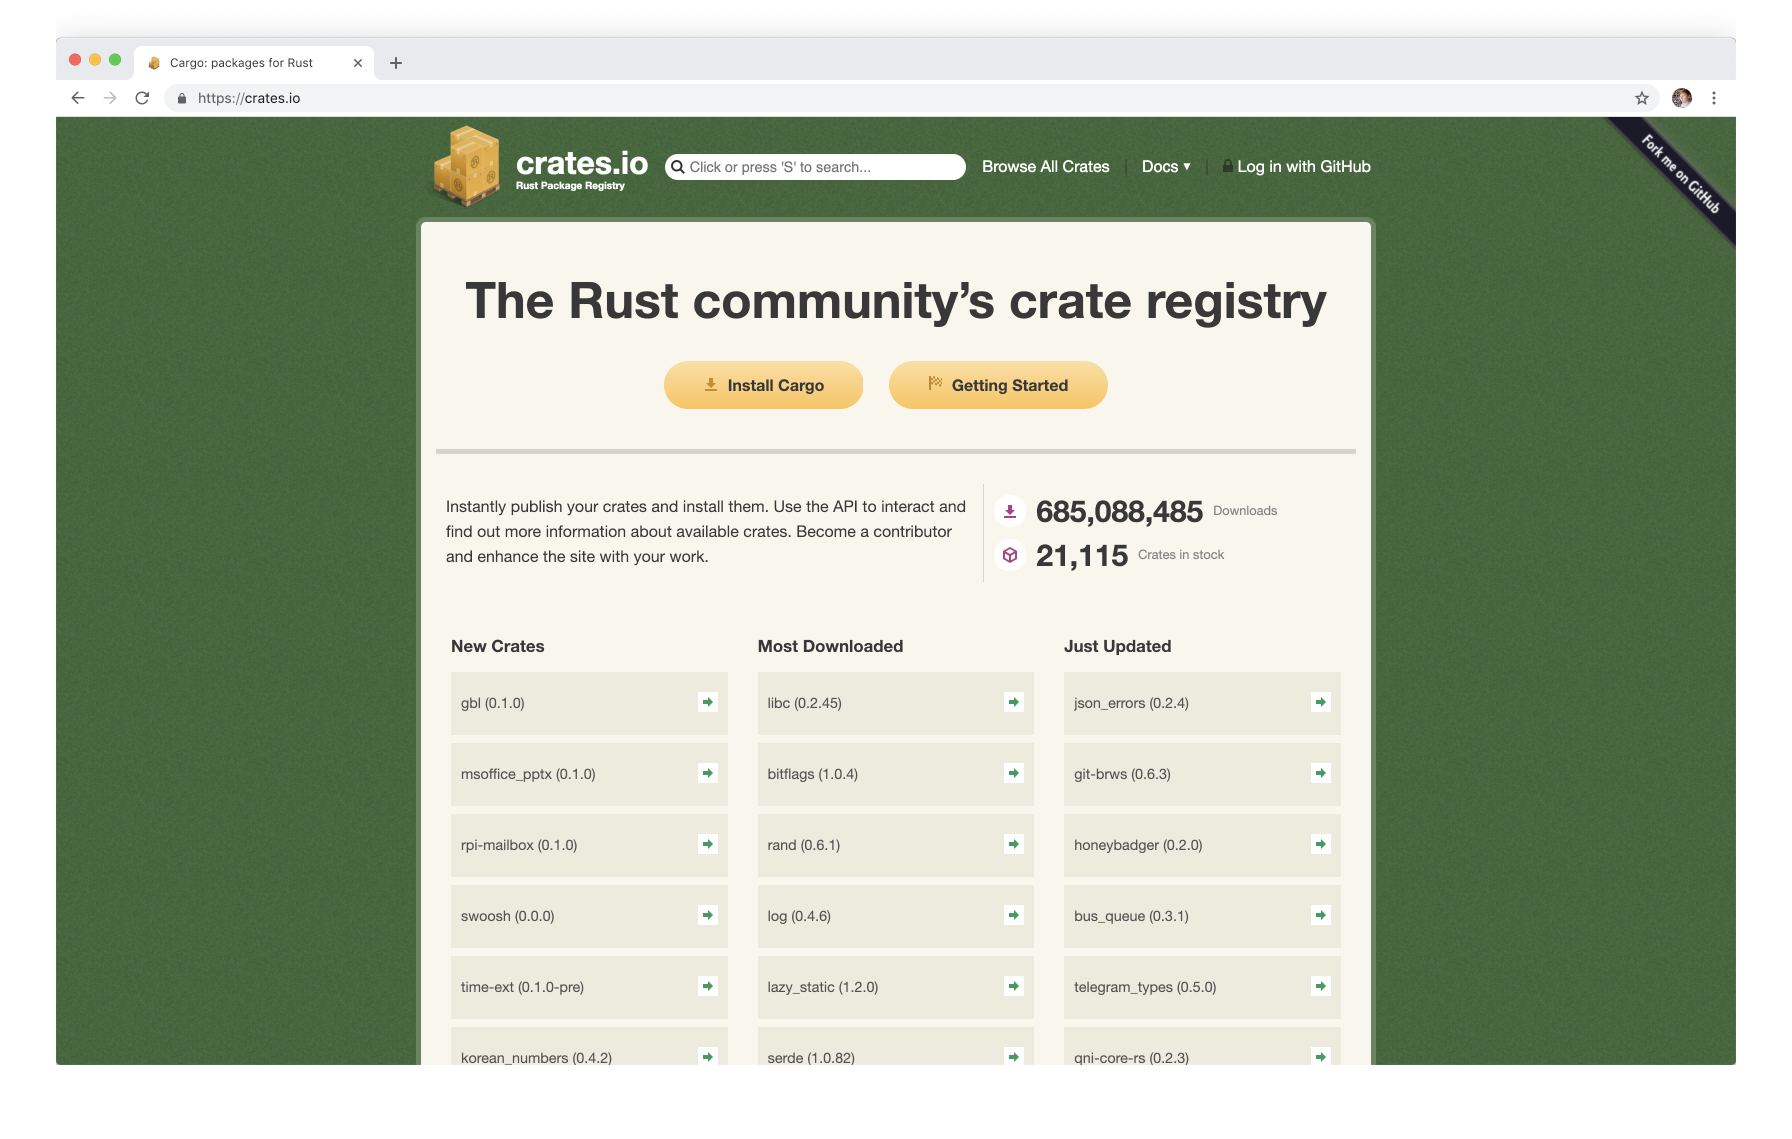 Cargo: packages for Rust
https://crates.io
crates.io
Rust Package Registry
Click or press 'S' to search...
Browse All Crates
Docs
Log in with GitHub
Fork me on GitHub
The Rust community’s crate registry
Install Cargo
Getting Started
Instantly publish your crates and install them. Use the API to interact and
find out more information about available crates. Become a contributor
and enhance the site with your work.
685,088,485 Downloads
21,115 Crates in stock
New Crates
gbl (0.1.0)
msoffice_pptx (0.1.0)
rpi-mailbox (0.1.0)
swoosh (0.0.0)
time-ext (0.1.0-pre)
korean_numbers (0.4.2)
Most Downloaded
libc (0.2.45)
bitflags (1.0.4)
rand (0.6.1)
log (0.4.6)
lazy_static (1.2.0)
serde (1.0.82)
Just Updated
json_errors (0.2.4)
git-brws (0.6.3)
honeybadger (0.2.0)
bus_queue (0.3.1)
telegram_types (0.5.0)
qni-core-rs (0.2.3)